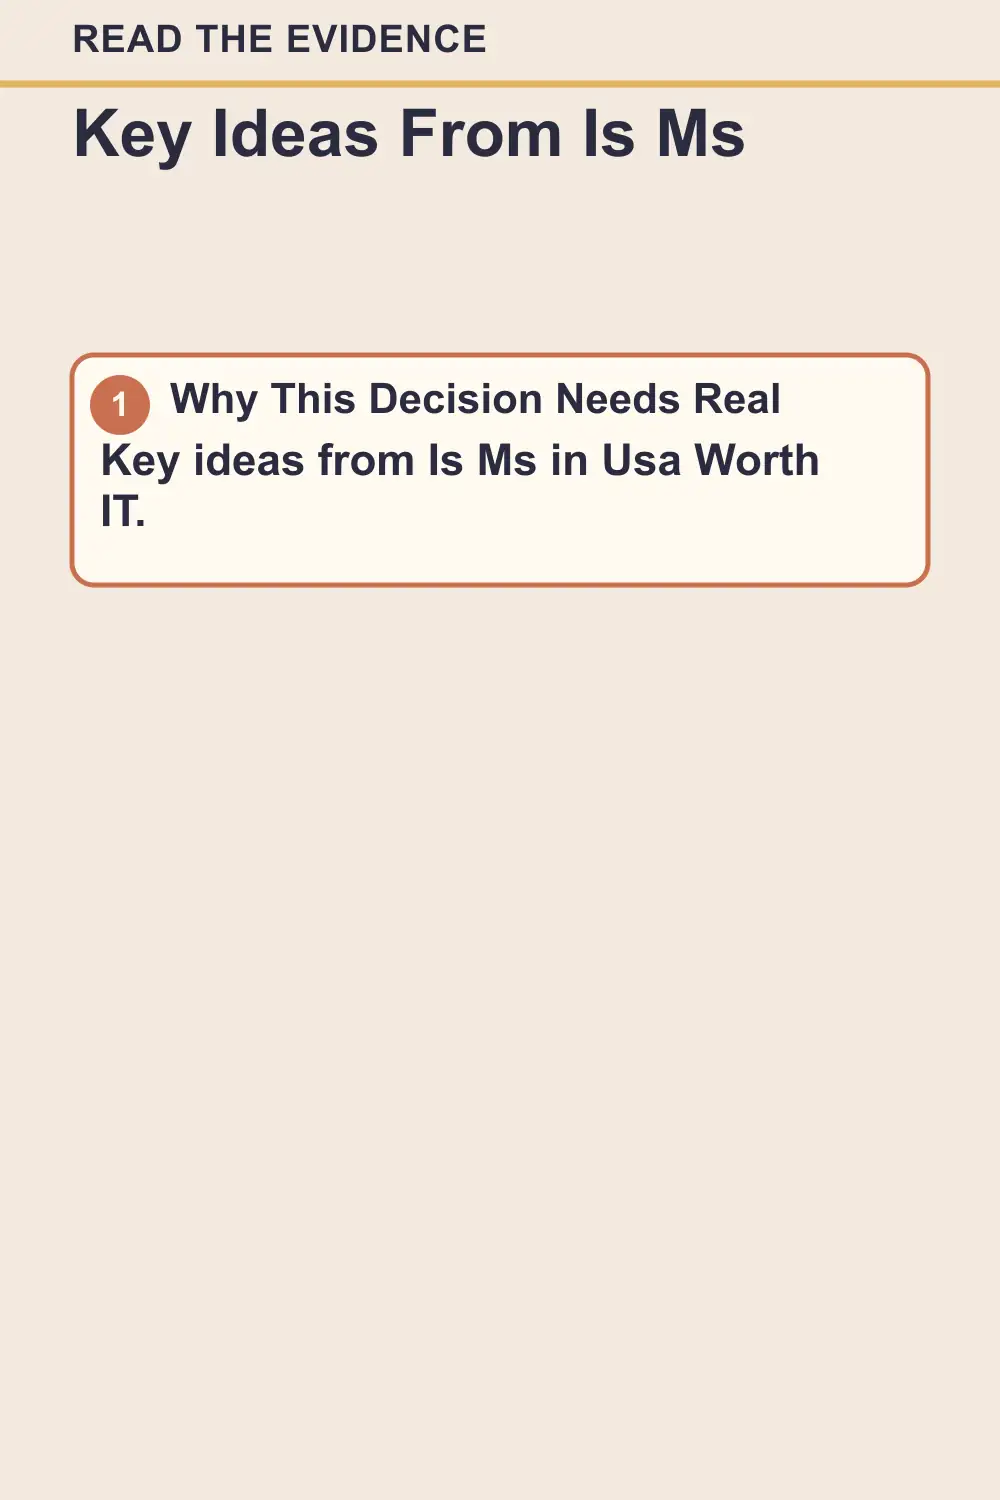 READ THE EVIDENCE
Key Ideas From Is Ms
1 Why This Decision Needs Real
Key ideas from Is Ms in Usa Worth
IT.